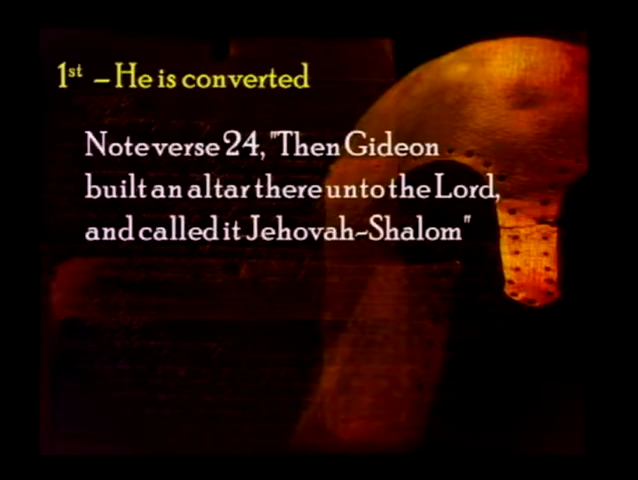 1st – He is converted
Note verse 24, "Then Gideon
built an altar there unto the Lord,
and called it Jehovah~Shalom"